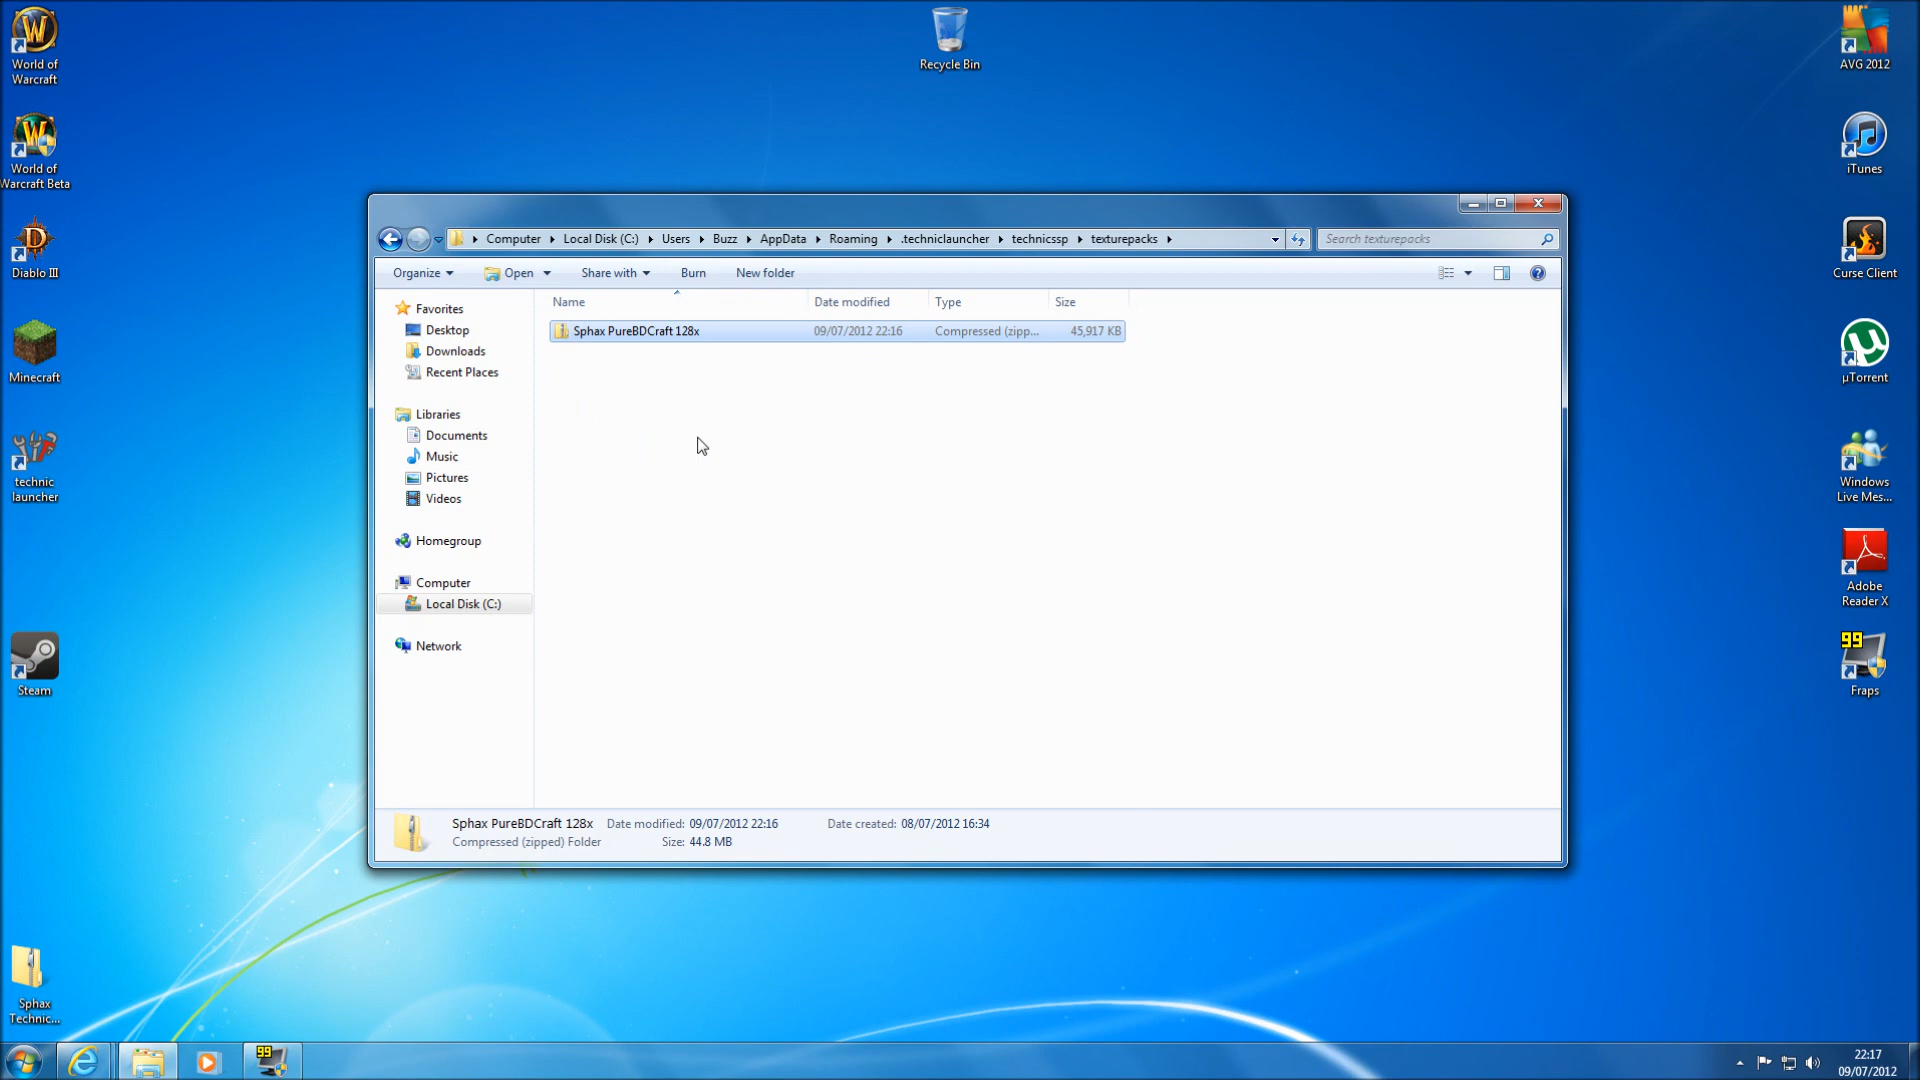 World of
Warcraft
World of
Warcraft Beta
Diablo III
Minecraft
technic
launcher
Steam
Sphax
Technic...
Recycle Bin
AVG 2012
iTunes
Curse Client
µTorrent
Windows
Live Mes...
Adobe
Reader X
99
Fraps
Computer Local Disk (C:) Users Buzz AppData Roaming .techniclauncher technicssp texturepacks
Search texturepacks
Organize Open Share with Burn New folder
Name Date modified Type Size
Sphax PureBDCraft 128x 09/07/2012 22:16 Compressed (zipp... 45,917 KB
Favorites
Desktop
Downloads
Recent Places
Libraries
Documents
Music
Pictures
Videos
Homegroup
Computer
Local Disk (C:)
Network
Sphax PureBDCraft 128x Date modified: 09/07/2012 22:16 Date created: 08/07/2012 16:34
Compressed (zipped) Folder Size: 44.8 MB
99
22:17
09/07/2012